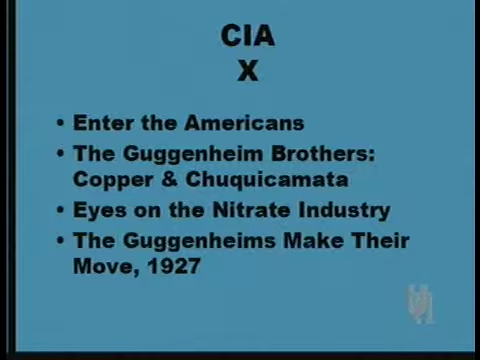 CIA
X
• Enter the Americans
• The Guggenheim Brothers:
Copper & Chuquicamata
• Eyes on the Nitrate Industry
• The Guggenheims Make Their
Move, 1927